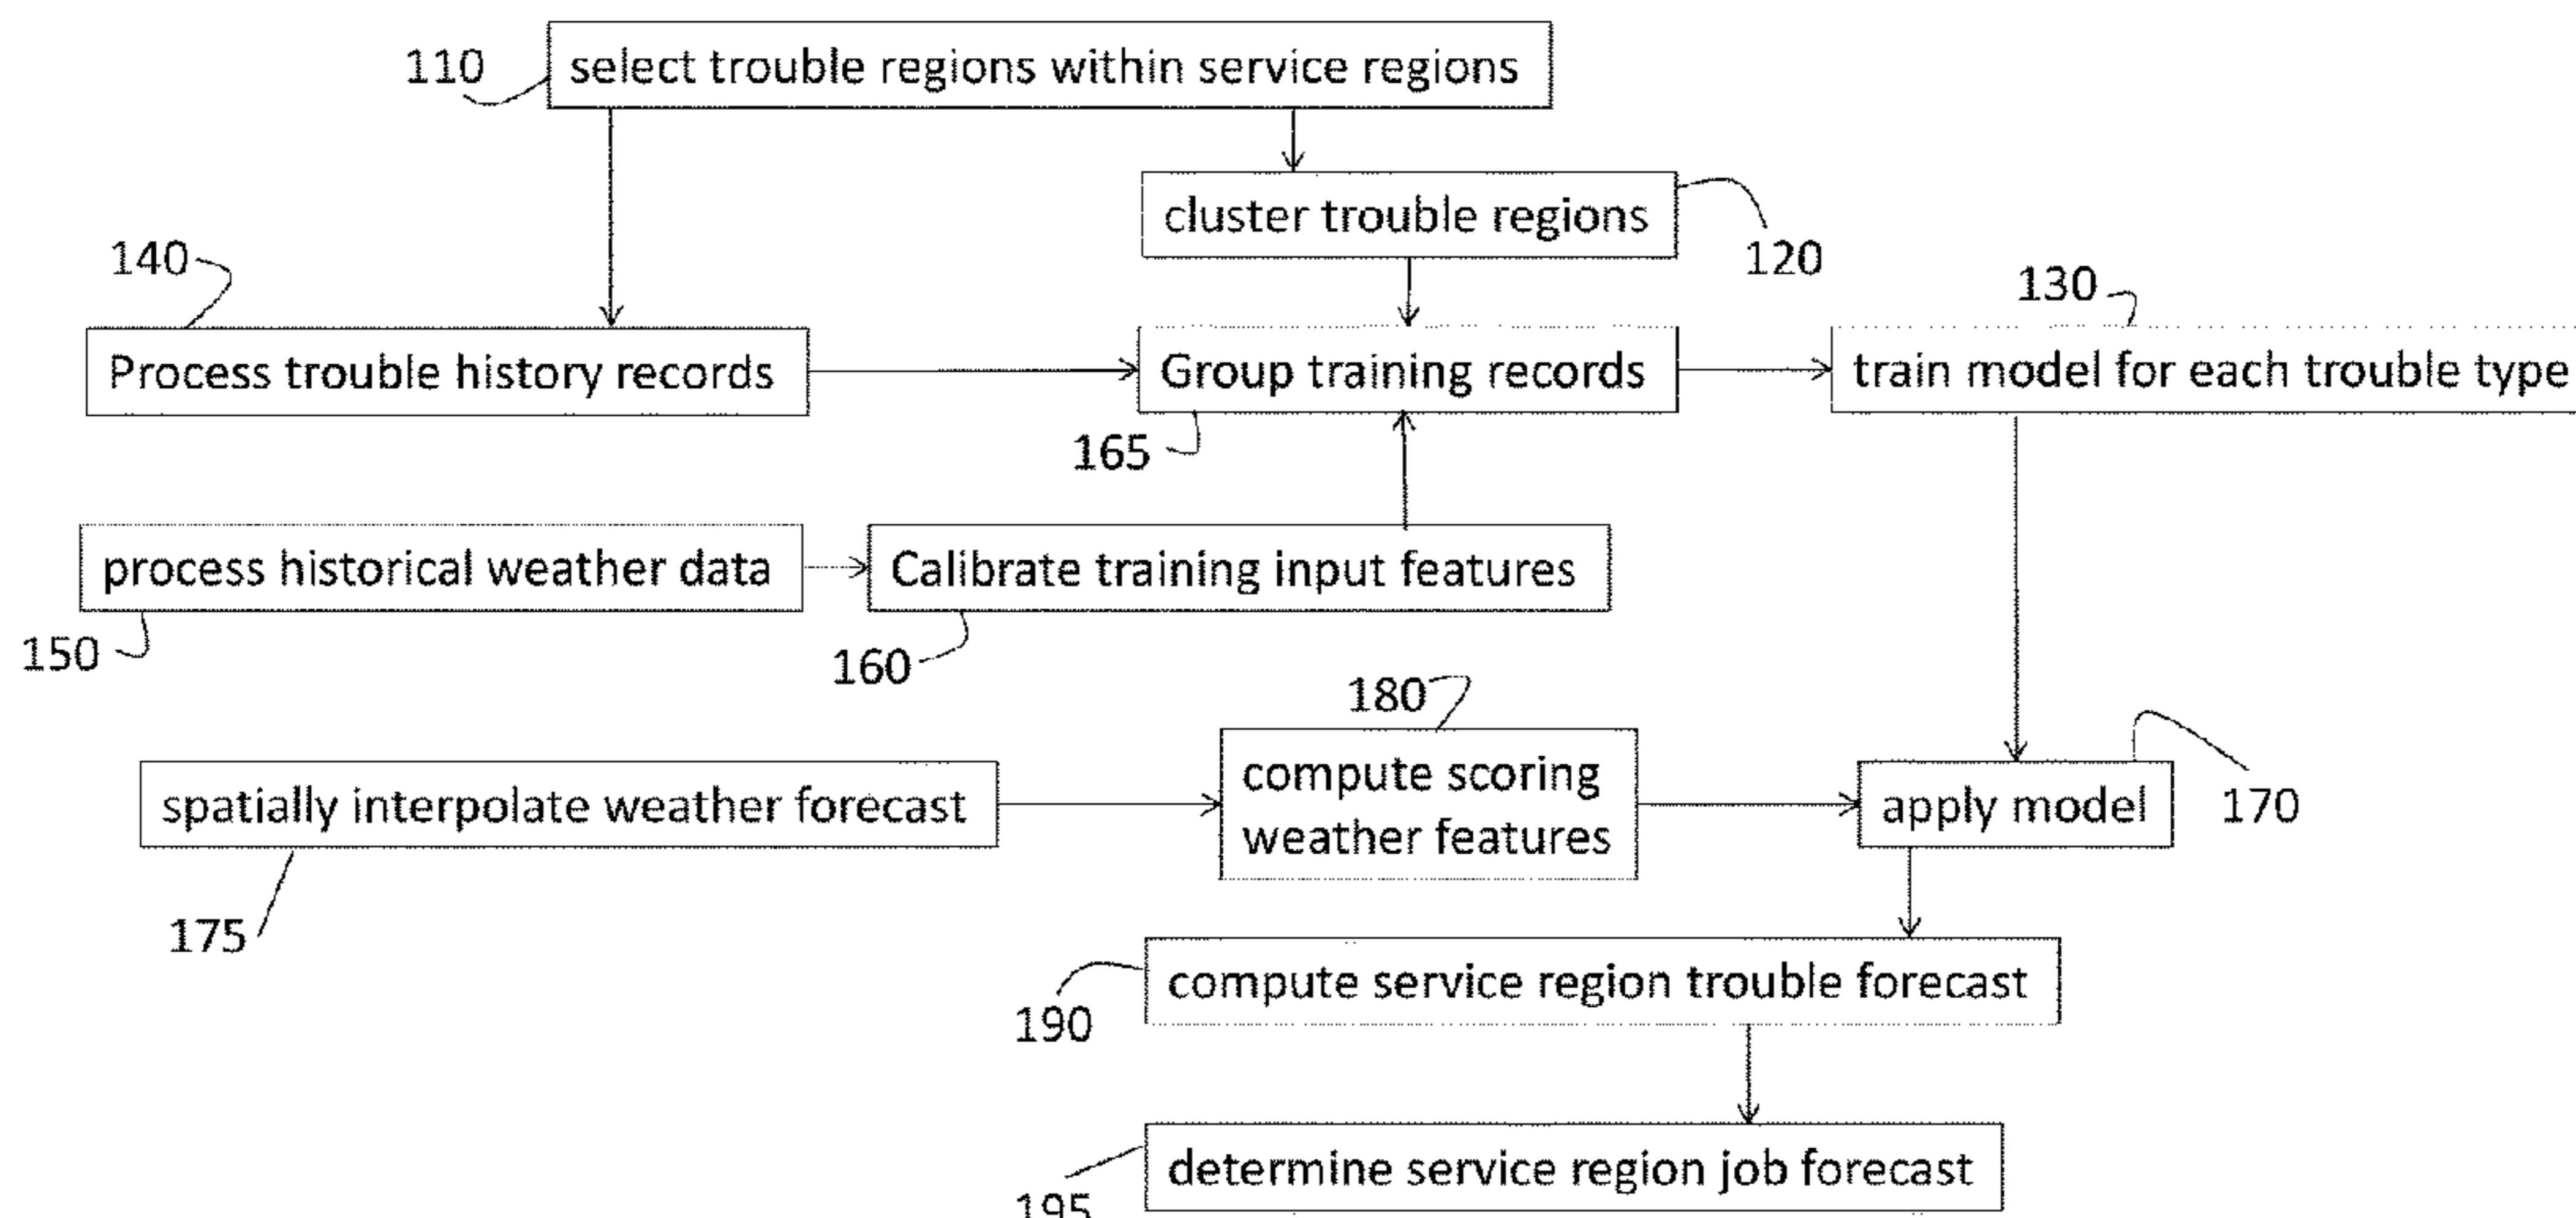 110
select trouble regions within service regions
cluster trouble regions
120
140
130
Process trouble history records
Group training records
train model for each trouble type
165
process historical weather data
Calibrate training input features
150
160
180
spatially interpolate weather forecast
compute scoring
weather features
apply model
170
175
compute service region trouble forecast
190
determine service region job forecast
195